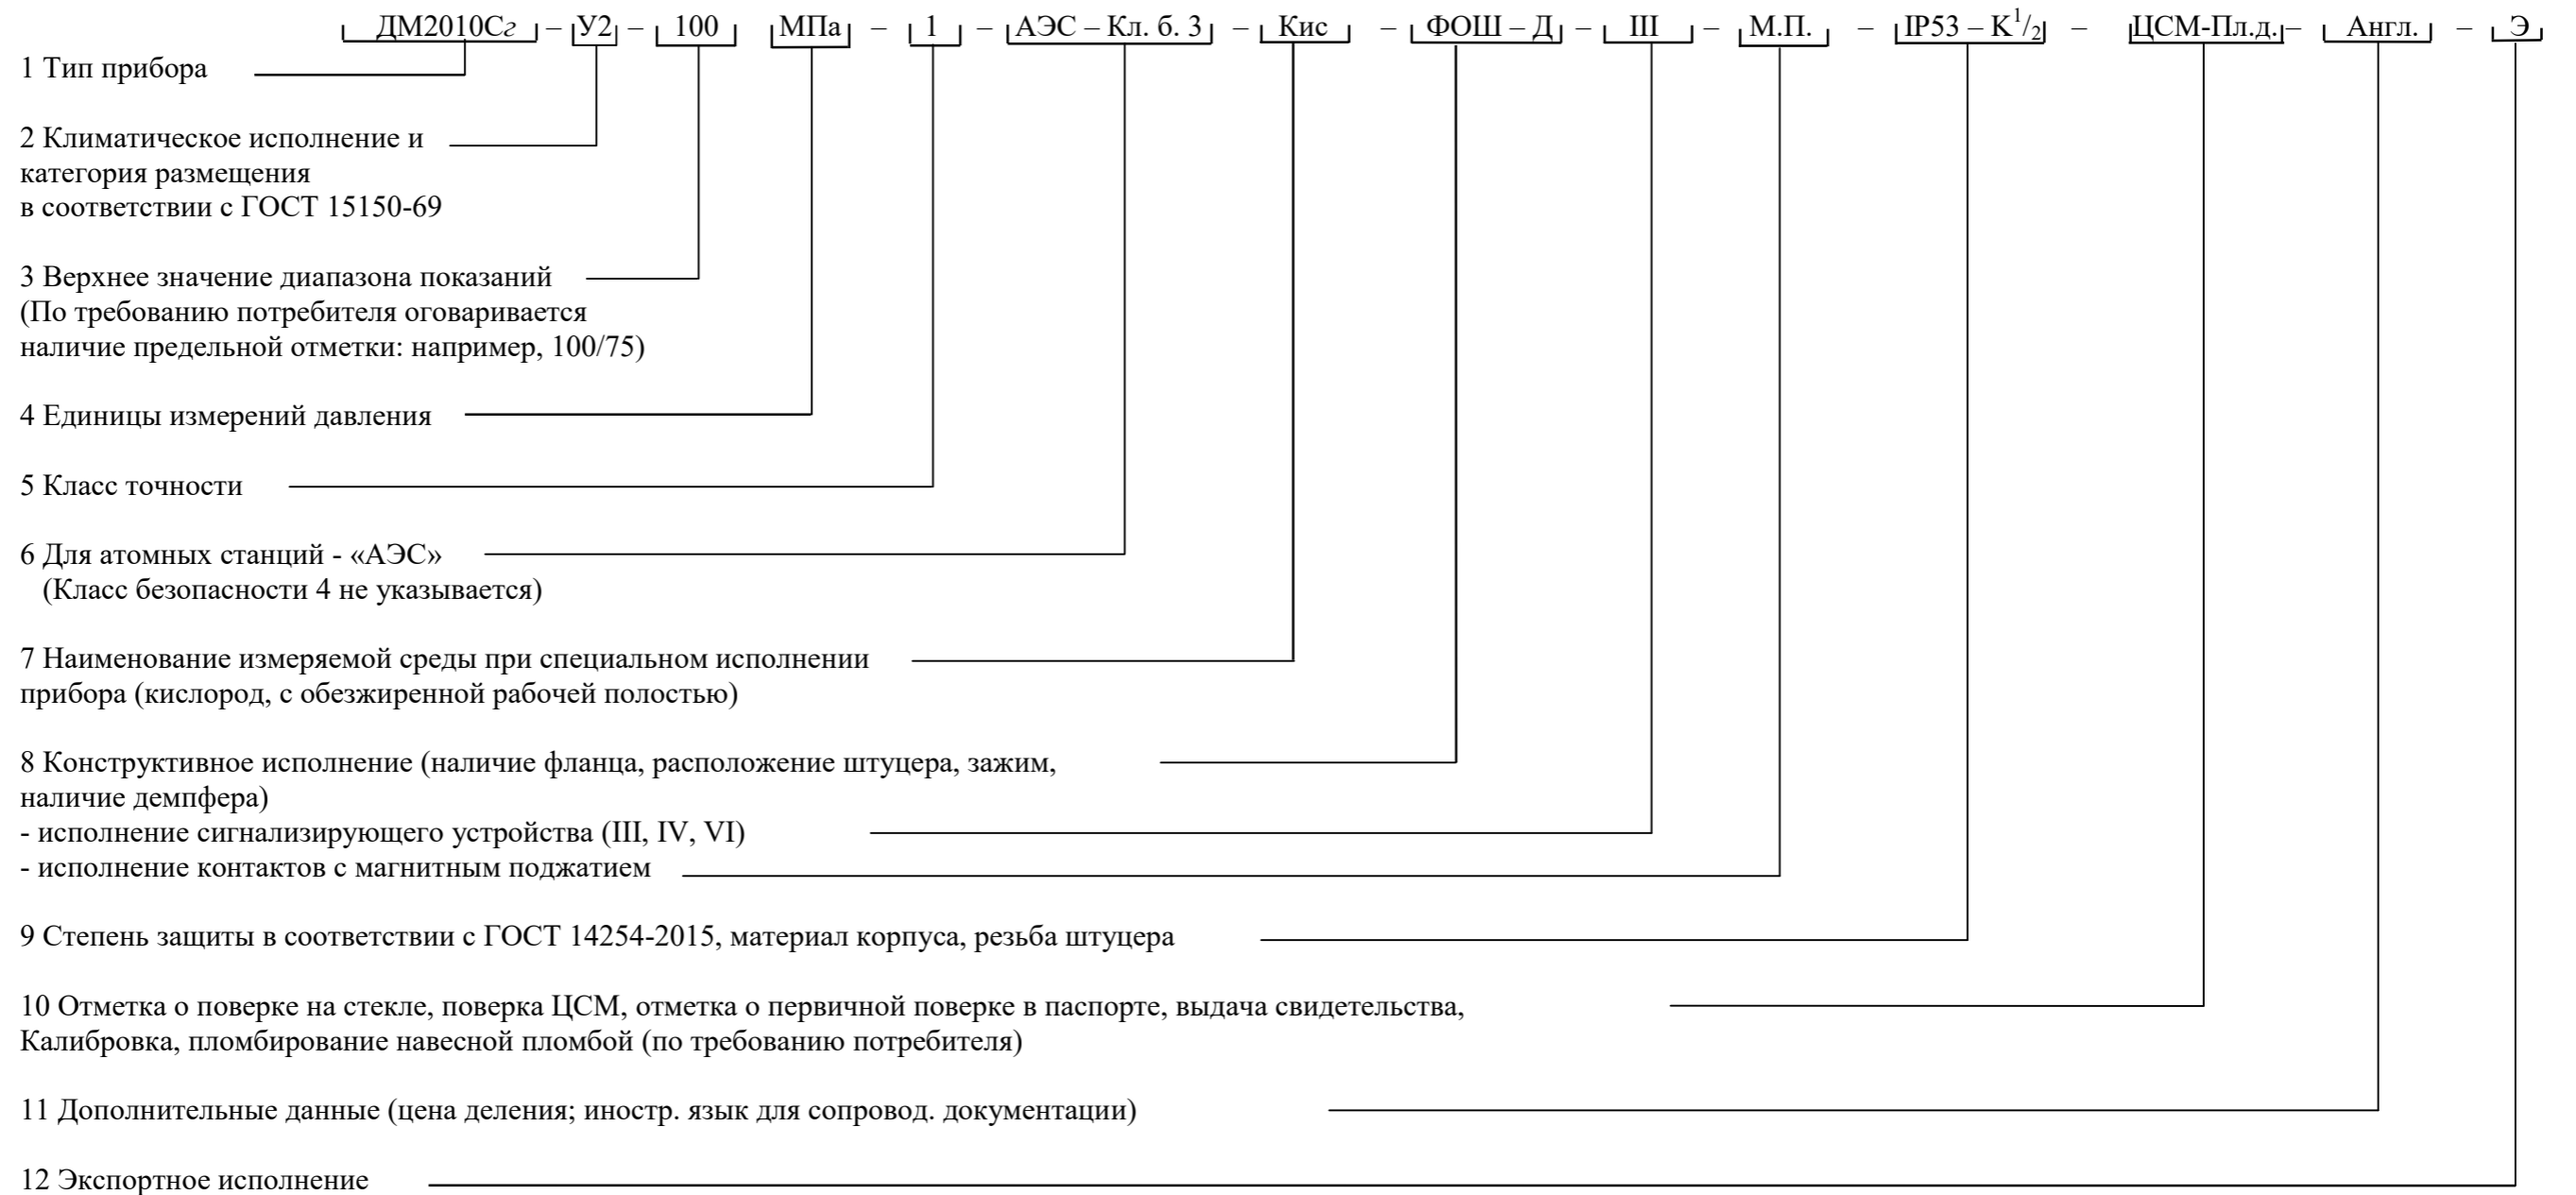 ДМ2010Сг – У2 – 100 МПа – 1 – АЭС – Кл. б. 3 – Кис – ФОШ – Д – III – М.П. – IP53 – К¹/₂ – ЦСМ-Пл.д. – Англ. – Э
1 Тип прибора
2 Климатическое исполнение и
категория размещения
в соответствии с ГОСТ 15150-69
3 Верхнее значение диапазона показаний
(По требованию потребителя оговаривается
наличие предельной отметки: например, 100/75)
4 Единицы измерений давления
5 Класс точности
6 Для атомных станций - «АЭС»
(Класс безопасности 4 не указывается)
7 Наименование измеряемой среды при специальном исполнении
прибора (кислород, с обезжиренной рабочей полостью)
8 Конструктивное исполнение (наличие фланца, расположение штуцера, зажим,
наличие демпфера)
- исполнение сигнализирующего устройства (III, IV, VI)
- исполнение контактов с магнитным поджатием
9 Степень защиты в соответствии с ГОСТ 14254-2015, материал корпуса, резьба штуцера
10 Отметка о поверке на стекле, поверка ЦСМ, отметка о первичной поверке в паспорте, выдача свидетельства,
Калибровка, пломбирование навесной пломбой (по требованию потребителя)
11 Дополнительные данные (цена деления; иностр. язык для сопровод. документации)
12 Экспортное исполнение